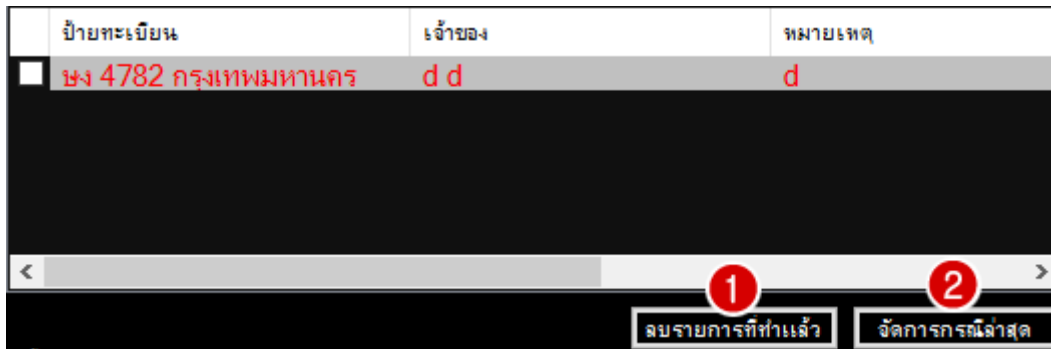 ป้ายทะเบียน เจ้าของ หมายเหตุ
ษง 4782 กรุงเทพมหานคร d d d
1 2
ลบรายการที่ทำแล้ว จัดการกรณีล่าสุด